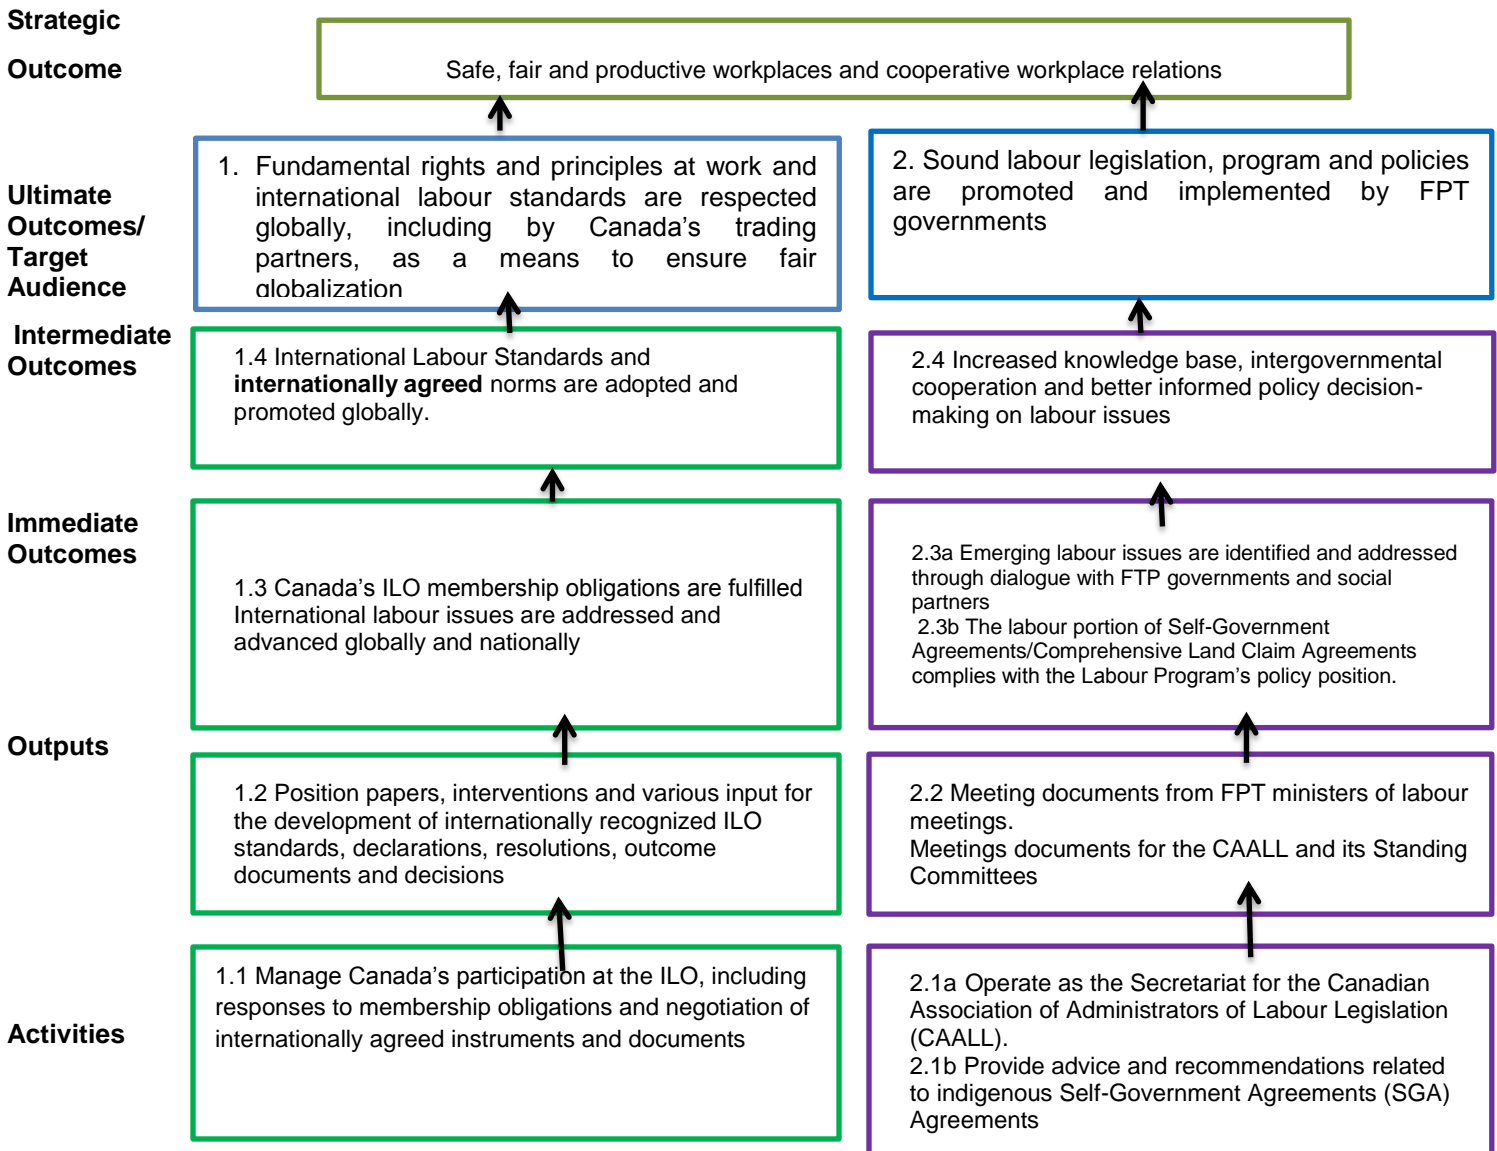 Strategic
Outcome
Safe, fair and productive workplaces and cooperative workplace relations
Ultimate
Outcomes/
Target
Audience
1. Fundamental rights and principles at work and
international labour standards are respected
globally, including by Canada's trading
partners, as a means to ensure fair
globalization
2. Sound labour legislation, program and policies
are promoted and implemented by FPT
governments
Intermediate
Outcomes
1.4 International Labour Standards and
internationally agreed norms are adopted and
promoted globally.
2.4 Increased knowledge base, intergovernmental
cooperation and better informed policy decision-
making on labour issues
Immediate
Outcomes
1.3 Canada's ILO membership obligations are fulfilled
International labour issues are addressed and
advanced globally and nationally
2.3a Emerging labour issues are identified and addressed
through dialogue with FTP governments and social
partners
2.3b The labour portion of Self-Government
Agreements/Comprehensive Land Claim Agreements
complies with the Labour Program's policy position.
Outputs
1.2 Position papers, interventions and various input for
the development of internationally recognized ILO
standards, declarations, resolutions, outcome
documents and decisions
2.2 Meeting documents from FPT ministers of labour
meetings.
Meetings documents for the CAALL and its Standing
Committees
Activities
1.1 Manage Canada's participation at the ILO, including
responses to membership obligations and negotiation of
internationally agreed instruments and documents
2.1a Operate as the Secretariat for the Canadian
Association of Administrators of Labour Legislation
(CAALL).
2.1b Provide advice and recommendations related
to indigenous Self-Government Agreements (SGA)
Agreements